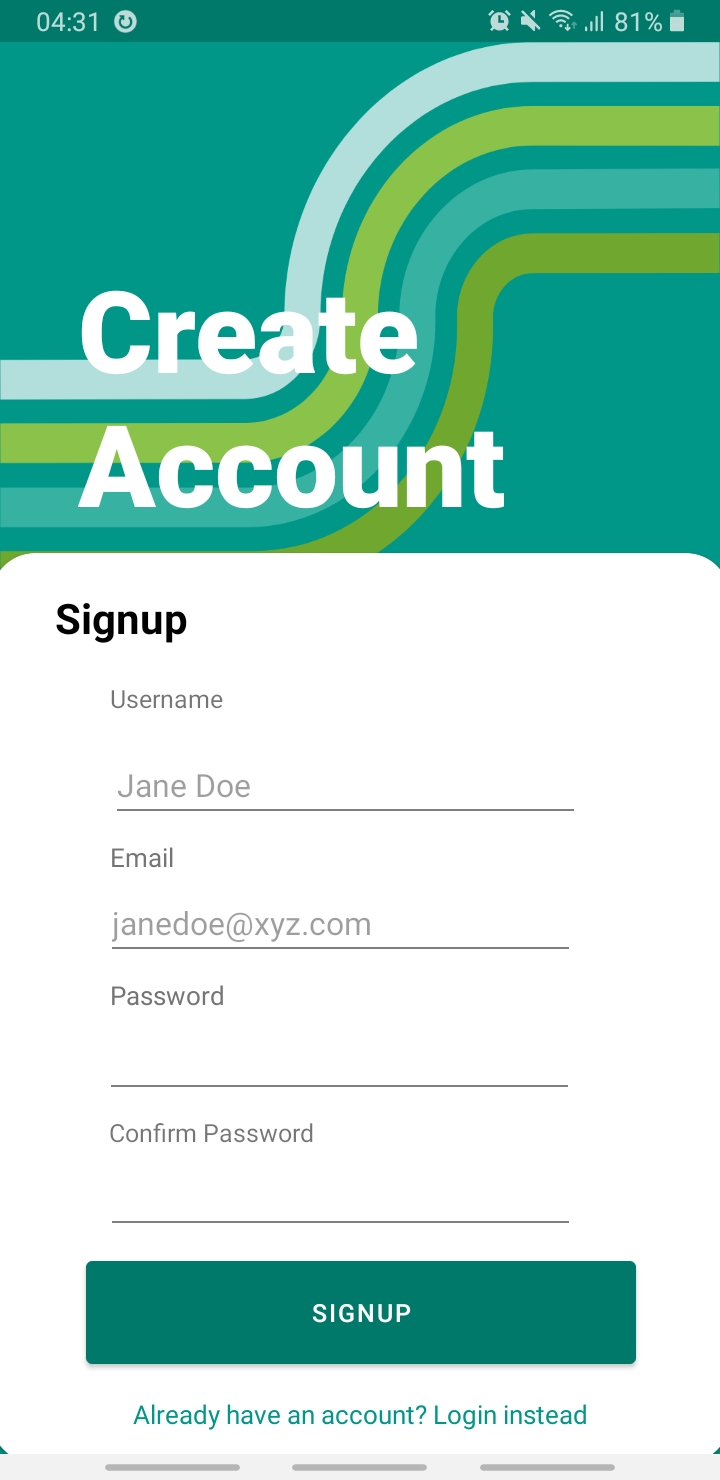 04:31 81%
Create
Account
Signup
Username
Jane Doe
Email
janedoe@xyz.com
Password
Confirm Password
SIGNUP
Already have an account? Login instead